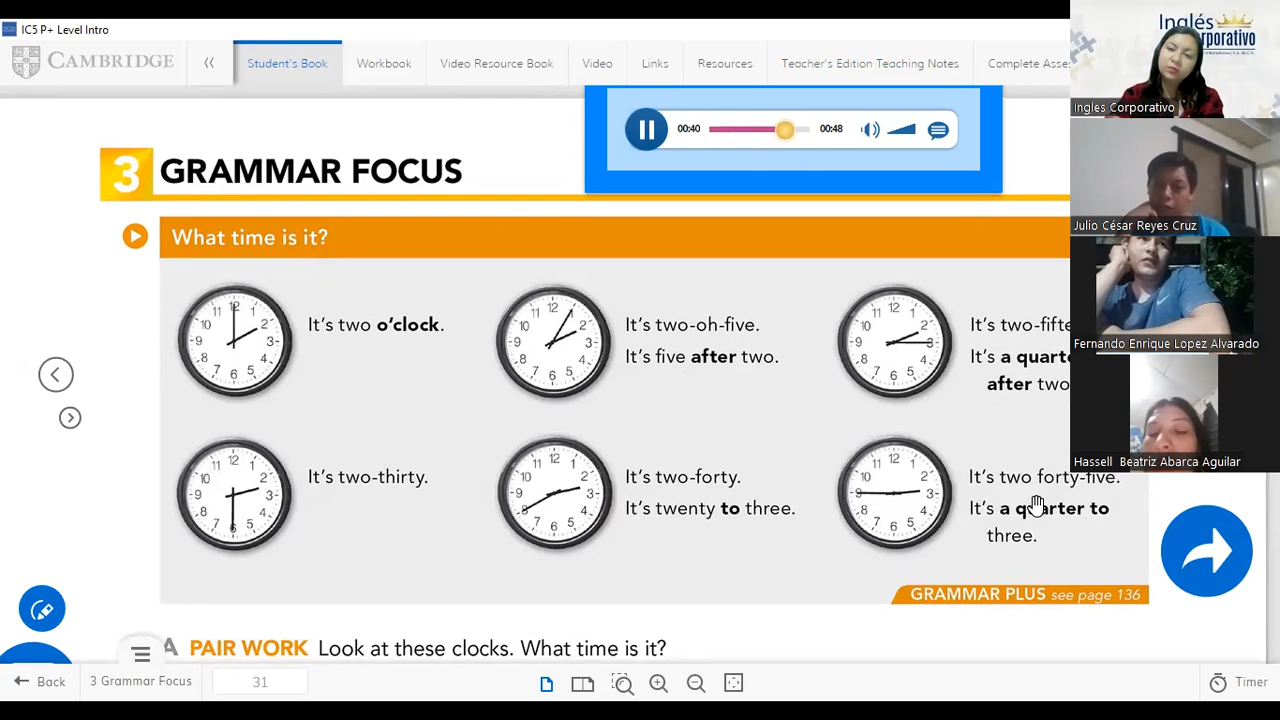 IC5 P+ Level Intro
CAMBRIDGE
Student's Book
Workbook
Video Resource
Video
Links
Resources
Teacher's Edition Teaching Notes
Complete Asse
Inglés
Corporativo
Ingles Corporativo
00:40
00:48
3 GRAMMAR FOCUS
Julio César Reyes Cruz
What time is it?
It's two o'clock.
It's two-oh-five.
It's five after two.
It's two-fifte
It's a quarte
after two
Fernando Enrique Lopez Alvarado
It's two-thirty.
It's two-forty.
It's twenty to three.
It's two forty-five.
It's a quarter to
three.
Hassell Beatriz Abarca Aguilar
GRAMMAR PLUS see page 136
A PAIR WORK Look at these clocks. What time is it?
Back
3 Grammar Focus
31
Timer